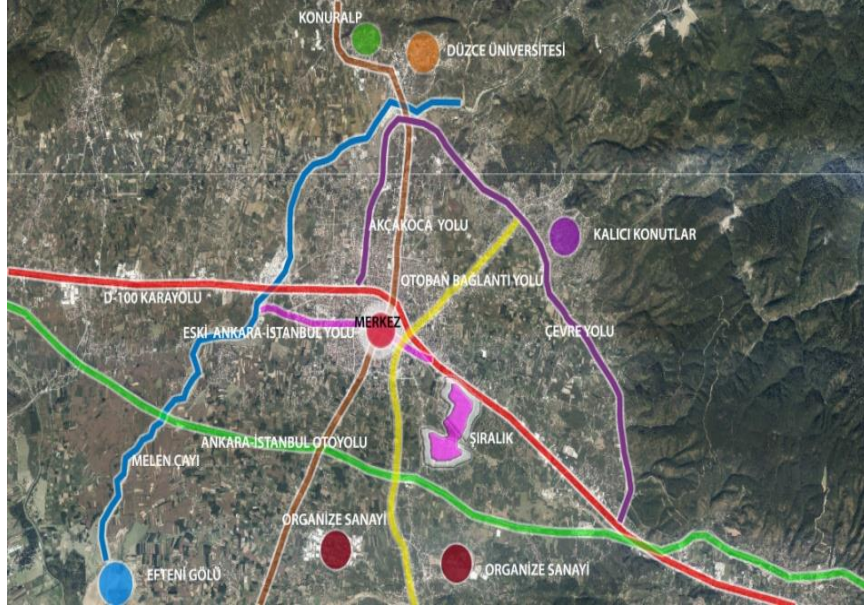 KONURALP
DÜZCE ÜNİVERSİTESİ
AKÇAKOCA YOLU
KALICI KONUTLAR
OTOBAN BAĞLANTI YOLU
D-100 KARAYOLU
MERKEZ
ESKİ ANKARA-İSTANBUL YOLU
ÇEVRE YOLU
ANKARA-İSTANBUL OTOYOLU
ŞIRALIK
MELEN ÇAYI
ORGANİZE SANAYİ
ORGANİZE SANAYİ
EFTENİ GÖLÜ